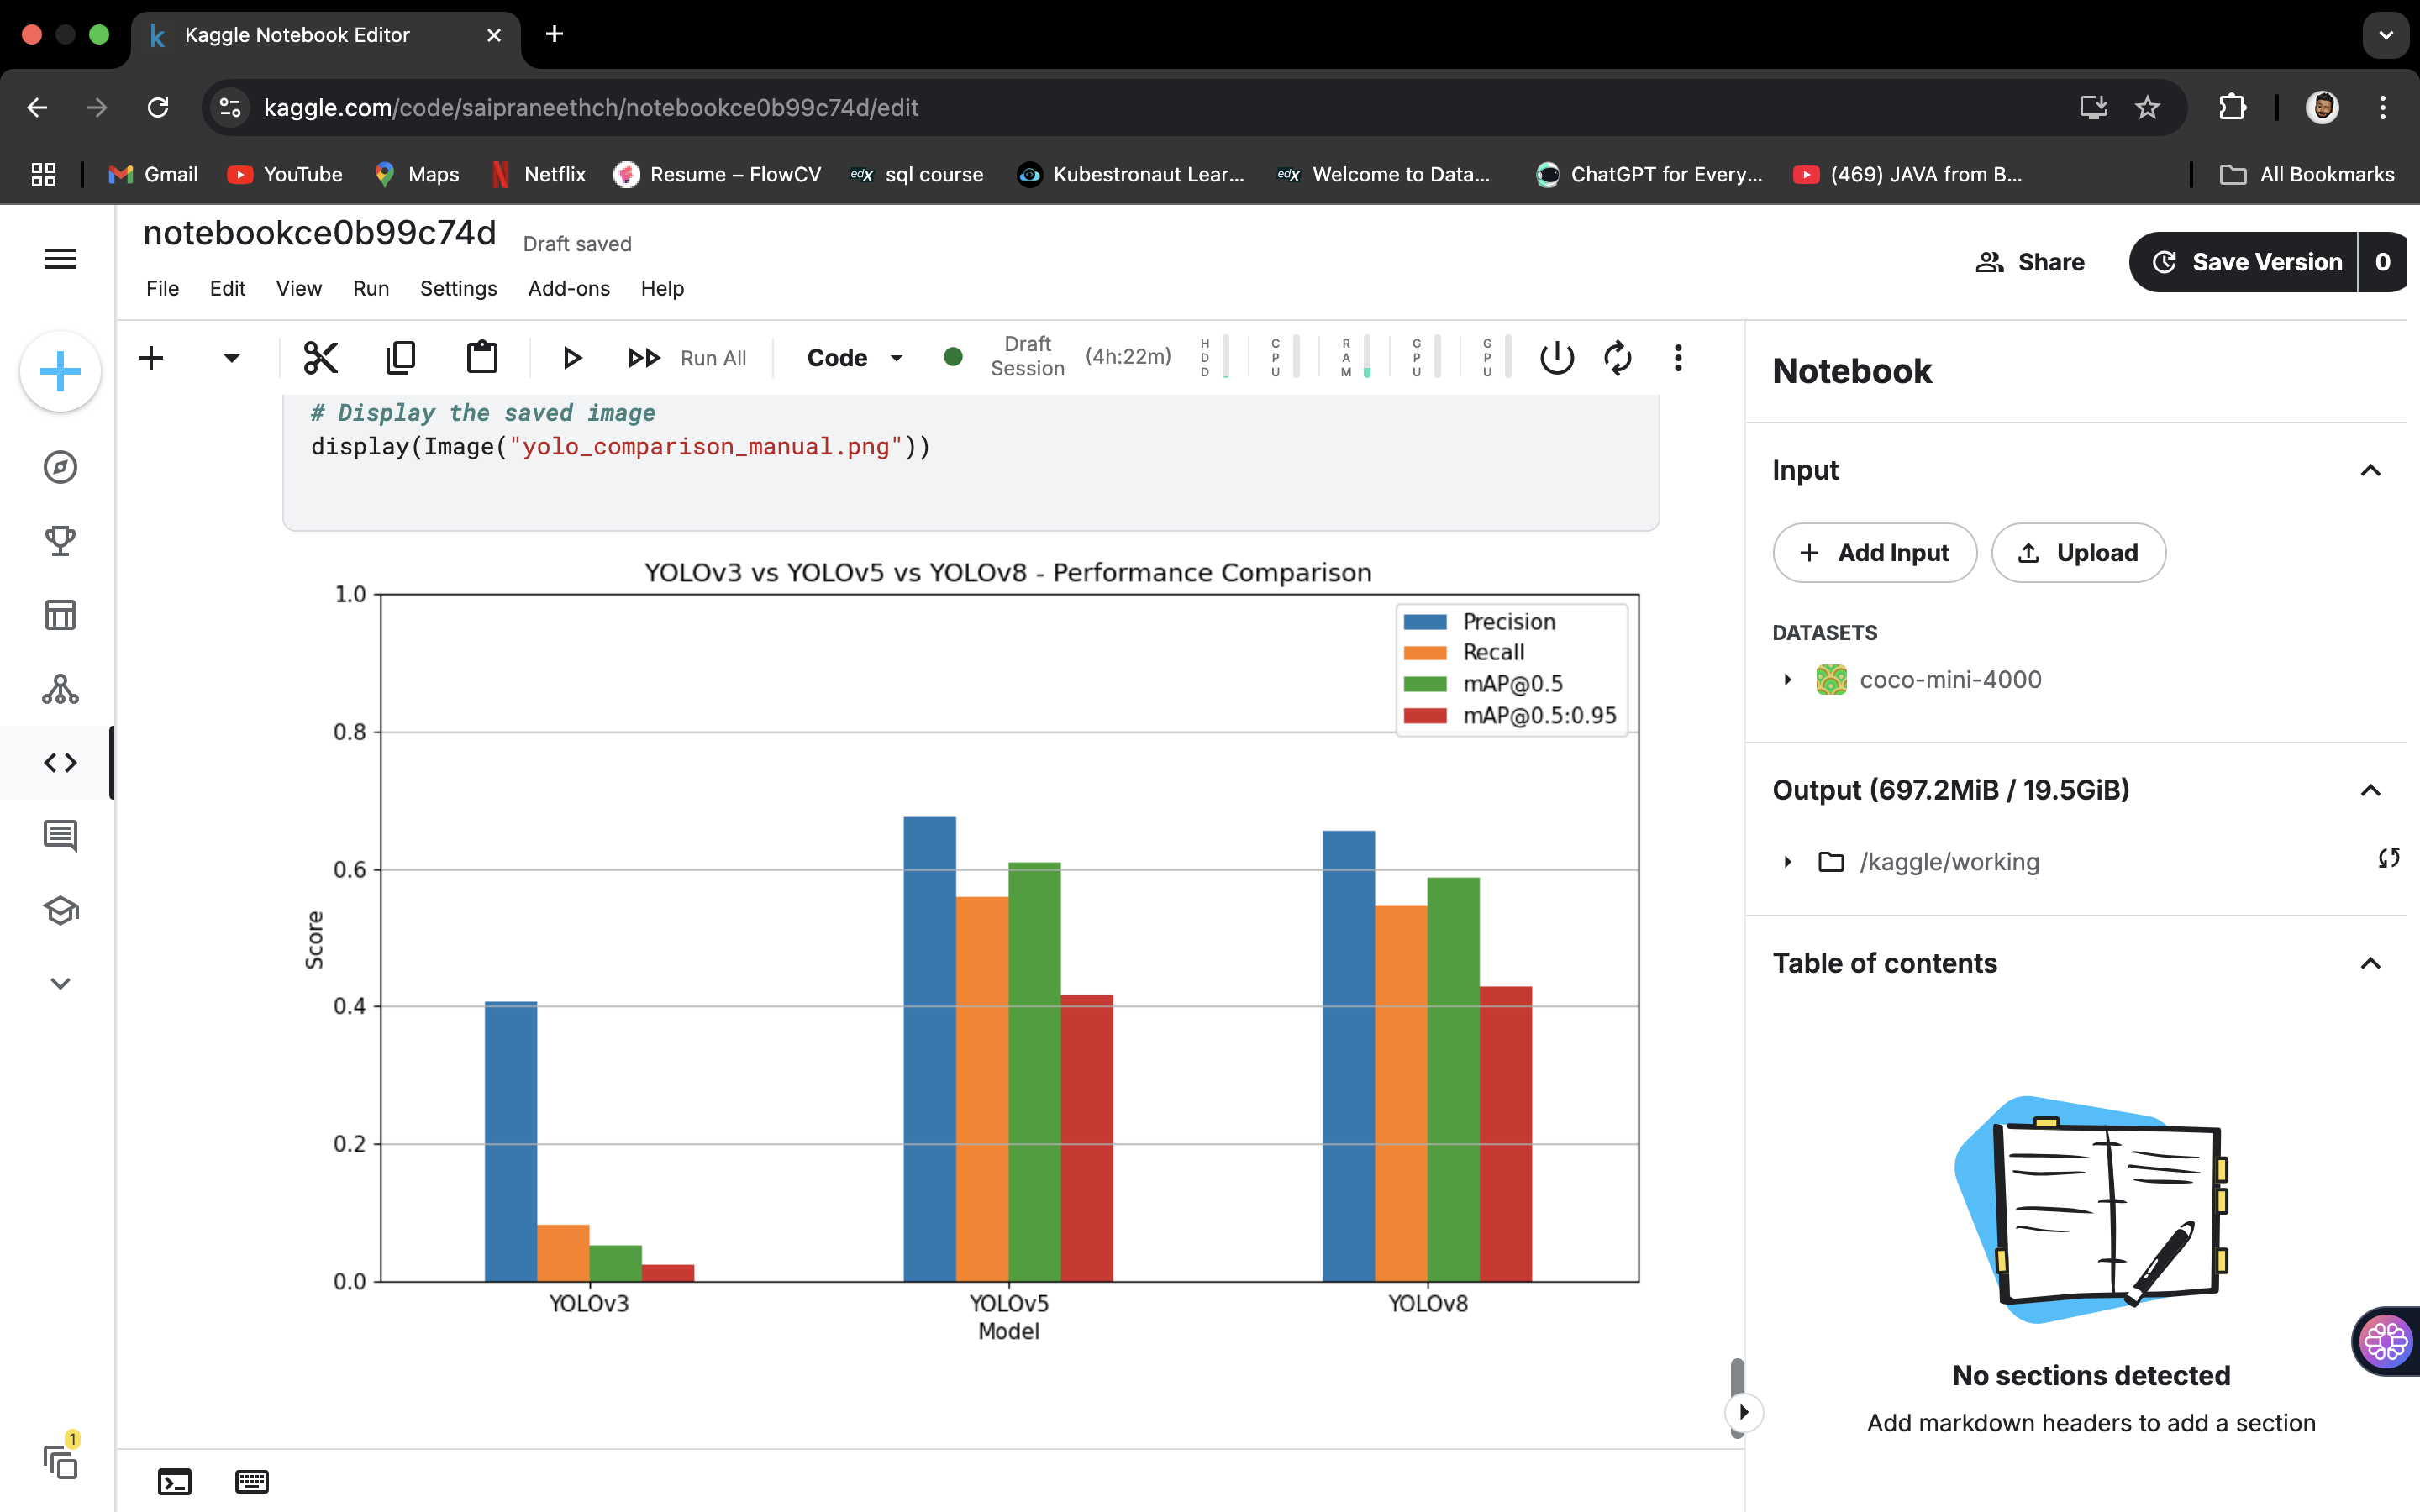 Kaggle Notebook Editor
kaggle.com/code/saipraneethch/notebookce0b99c74d/edit
Gmail YouTube Maps Netflix Resume – FlowCV edX sql course Kubestronaut Lear... edX Welcome to Data... ChatGPT for Every... (469) JAVA from B... All Bookmarks
notebookce0b99c74d Draft saved
Share Save Version 0
File Edit View Run Settings Add-ons Help
Run All Code Draft Session (4h:22m) HDD CPU RAM GPU GPU
# Display the saved image
display(Image("yolo_comparison_manual.png"))
YOLOv3 vs YOLOv5 vs YOLOv8 - Performance Comparison
1.0
0.8
0.6
0.4
0.2
0.0
Score
Precision
Recall
mAP@0.5
mAP@0.5:0.95
YOLOv3 YOLOv5 YOLOv8
Model
Notebook
Input
Add Input Upload
DATASETS
coco-mini-4000
Output (697.2MiB / 19.5GiB)
/kaggle/working
Table of contents
No sections detected
Add markdown headers to add a section
1